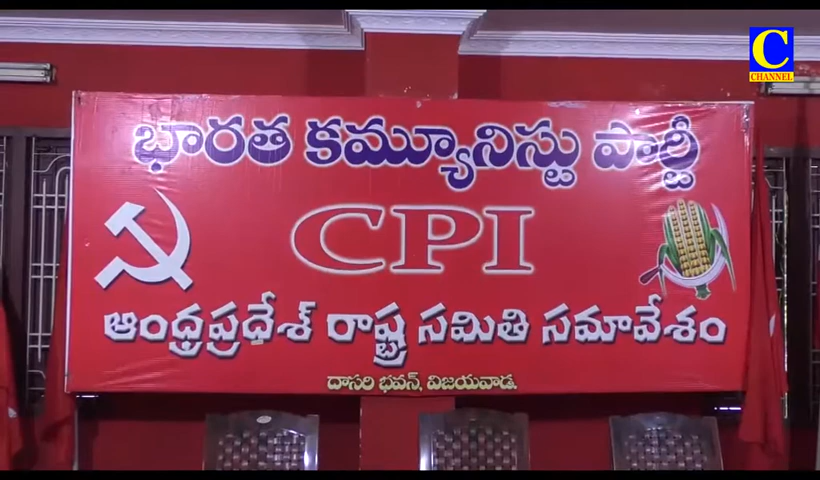 C
CHANNEL
భారత కమ్యూనిస్టు పార్టీ
CPI
ఆంధ్రప్రదేశ్ రాష్ట్ర సమితి సమావేశం
దాసరి భవన్, విజయవాడ.